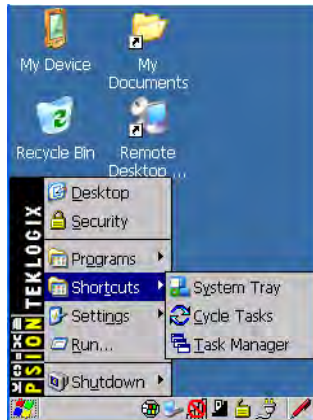 My Device
My
Documents
Recycle Bin
Remote
Desktop ...
Desktop
Security
Programs
Shortcuts
Settings
Run...
Shutdown
System Tray
Cycle Tasks
Task Manager
PSION TEKLOGIX